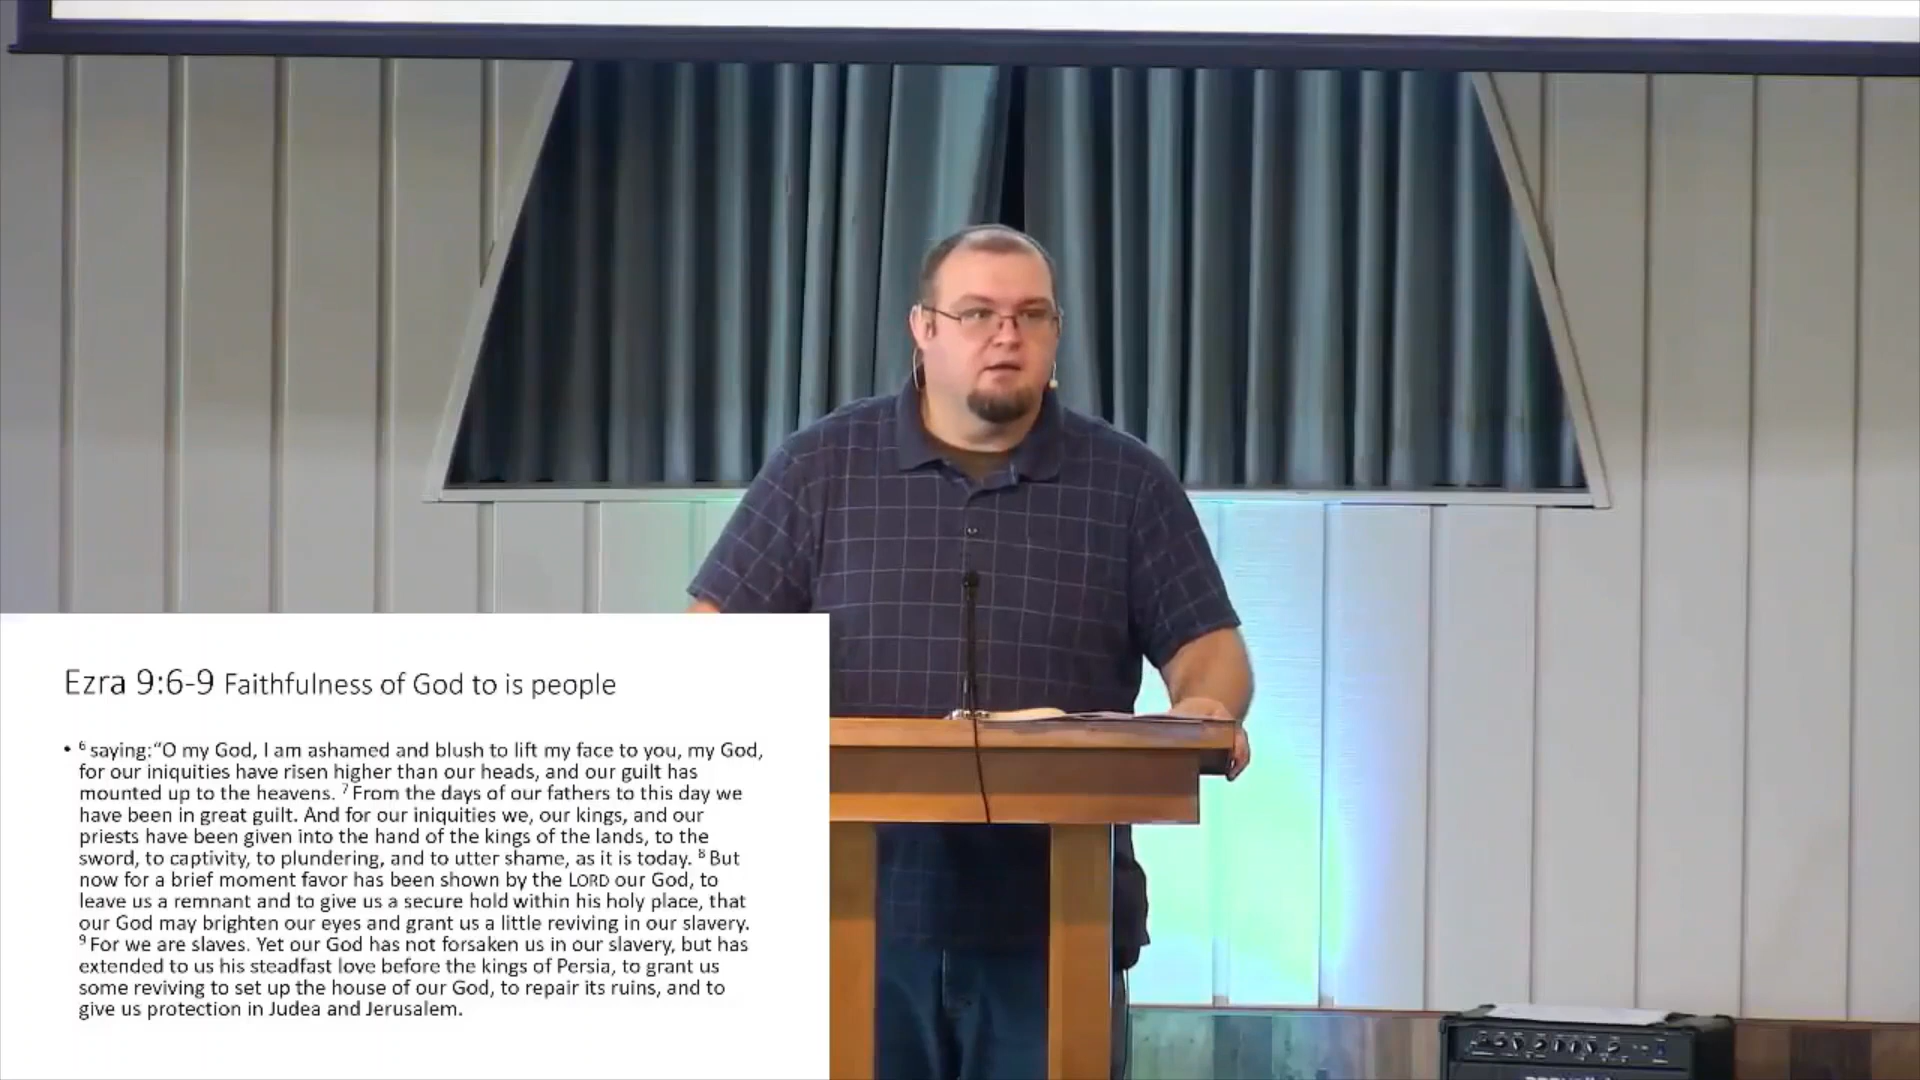 Ezra 9:6-9 Faithfulness of God to is people
• ⁶ saying: “O my God, I am ashamed and blush to lift my face to you, my God,
for our iniquities have risen higher than our heads, and our guilt has
mounted up to the heavens. ⁷ From the days of our fathers to this day we
have been in great guilt. And for our iniquities we, our kings, and our
priests have been given into the hand of the kings of the lands, to the
sword, to captivity, to plundering, and to utter shame, as it is today. ⁸ But
now for a brief moment favor has been shown by the LORD our God, to
leave us a remnant and to give us a secure hold within his holy place, that
our God may brighten our eyes and grant us a little reviving in our slavery.
⁹ For we are slaves. Yet our God has not forsaken us in our slavery, but has
extended to us his steadfast love before the kings of Persia, to grant us
some reviving to set up the house of our God, to repair its ruins, and to
give us protection in Judea and Jerusalem.